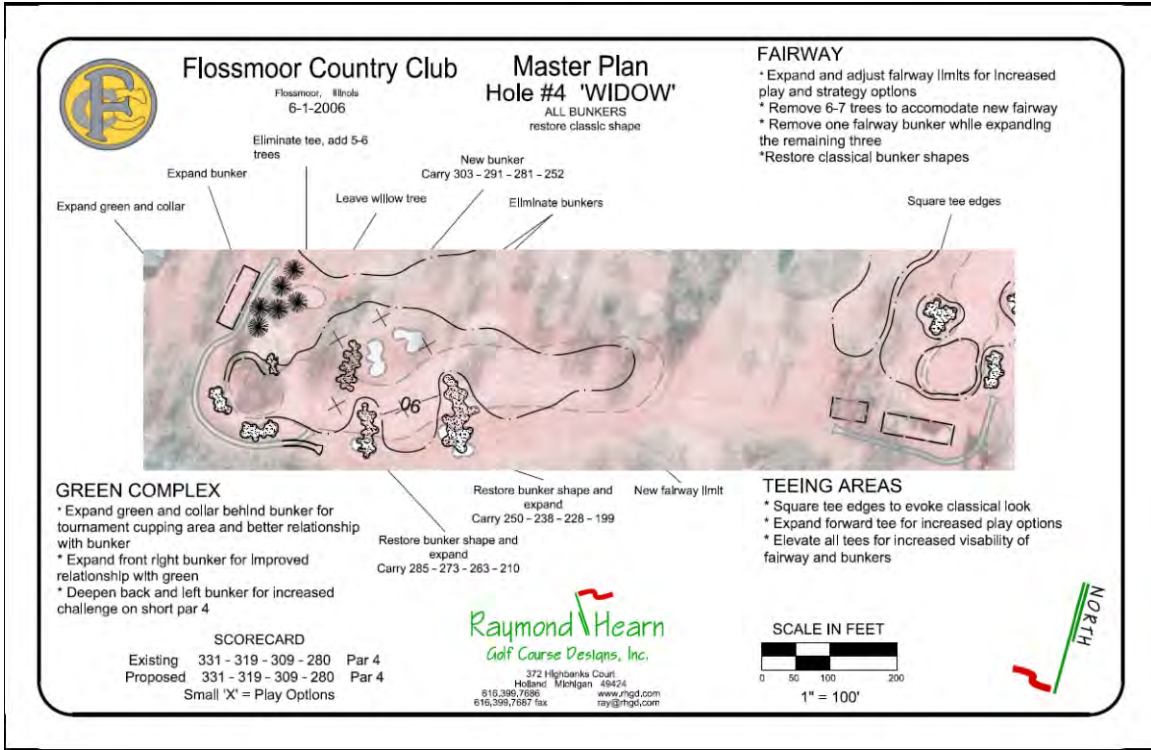 Flossmoor Country Club
Flossmoor, Illinois
6-1-2006
Master Plan
Hole #4 'WIDOW'
ALL BUNKERS
restore classic shape
FAIRWAY
* Expand and adjust fairway limits for increased
play and strategy options
* Remove 6-7 trees to accomodate new fairway
* Remove one fairway bunker while expanding
the remaining three
*Restore classical bunker shapes
Eliminate tee, add 5-6
trees
Expand bunker
Expand green and collar
Leave willow tree
New bunker
Carry 303 - 291 - 281 - 252
Eliminate bunkers
Square tee edges
90
GREEN COMPLEX
* Expand green and collar behind bunker for
tournament cupping area and better relationship
with bunker
* Expand front right bunker for improved
relationship with green
* Deepen back and left bunker for increased
challenge on short par 4
Restore bunker shape and
expand
Carry 285 - 273 - 263 - 210
Restore bunker shape and
expand
Carry 250 - 238 - 228 - 199
New fairway limit
TEEING AREAS
* Square tee edges to evoke classical look
* Expand forward tee for increased play options
* Elevate all tees for increased visability of
fairway and bunkers
SCORECARD
Existing 331 - 319 - 309 - 280 Par 4
Proposed 331 - 319 - 309 - 280 Par 4
Small 'X' = Play Options
Raymond Hearn
Golf Course Designs, Inc.
372 Highbanks Court
Holland Michigan 49424
616.399.7686 www.rhgd.com
616.399.7687 fax ray@rhgd.com
SCALE IN FEET
0 50 100 200
1" = 100'
NORTH